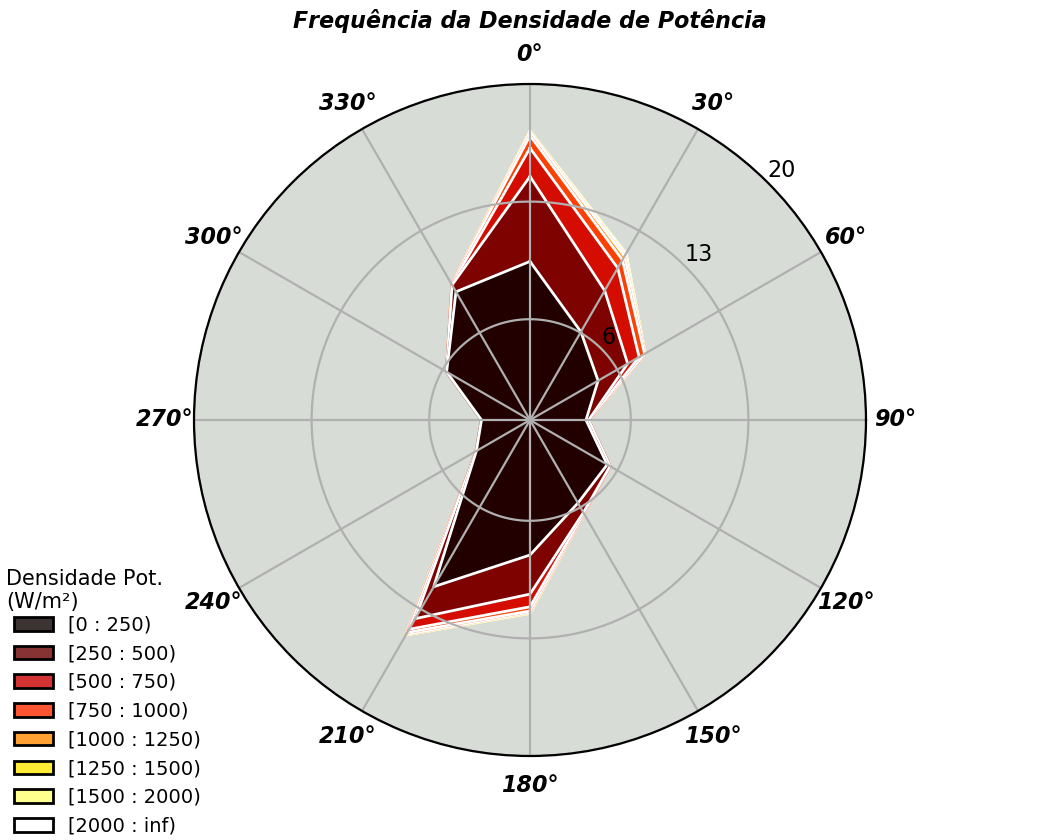 Frequência da Densidade de Potência
0°
330°
30°
20
300°
60°
13
6
270°
90°
240°
120°
210°
150°
180°
Densidade Pot.
(W/m²)
[0 : 250)
[250 : 500)
[500 : 750)
[750 : 1000)
[1000 : 1250)
[1250 : 1500)
[1500 : 2000)
[2000 : inf)